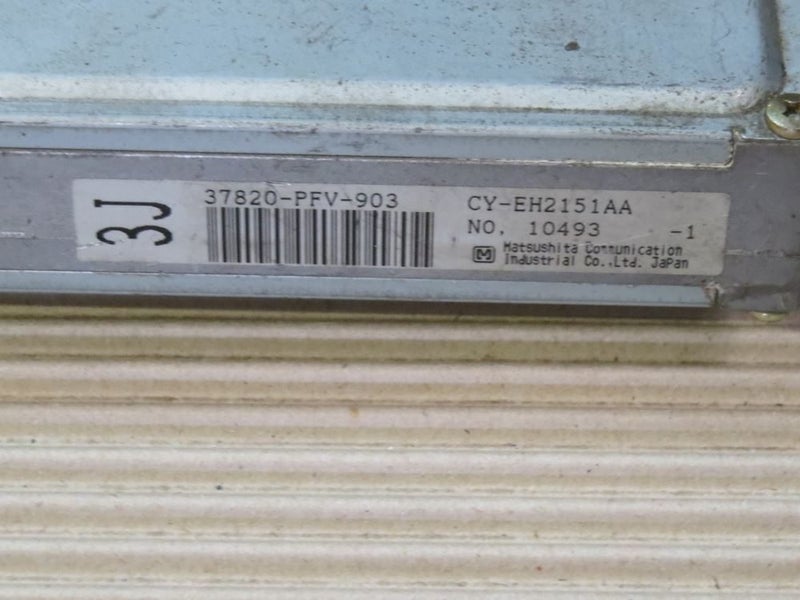 3J
37820-PFV-903
CY-EH2151AA
NO. 10493 -1
M Matsushita Communication
Industrial Co.,Ltd. Japan